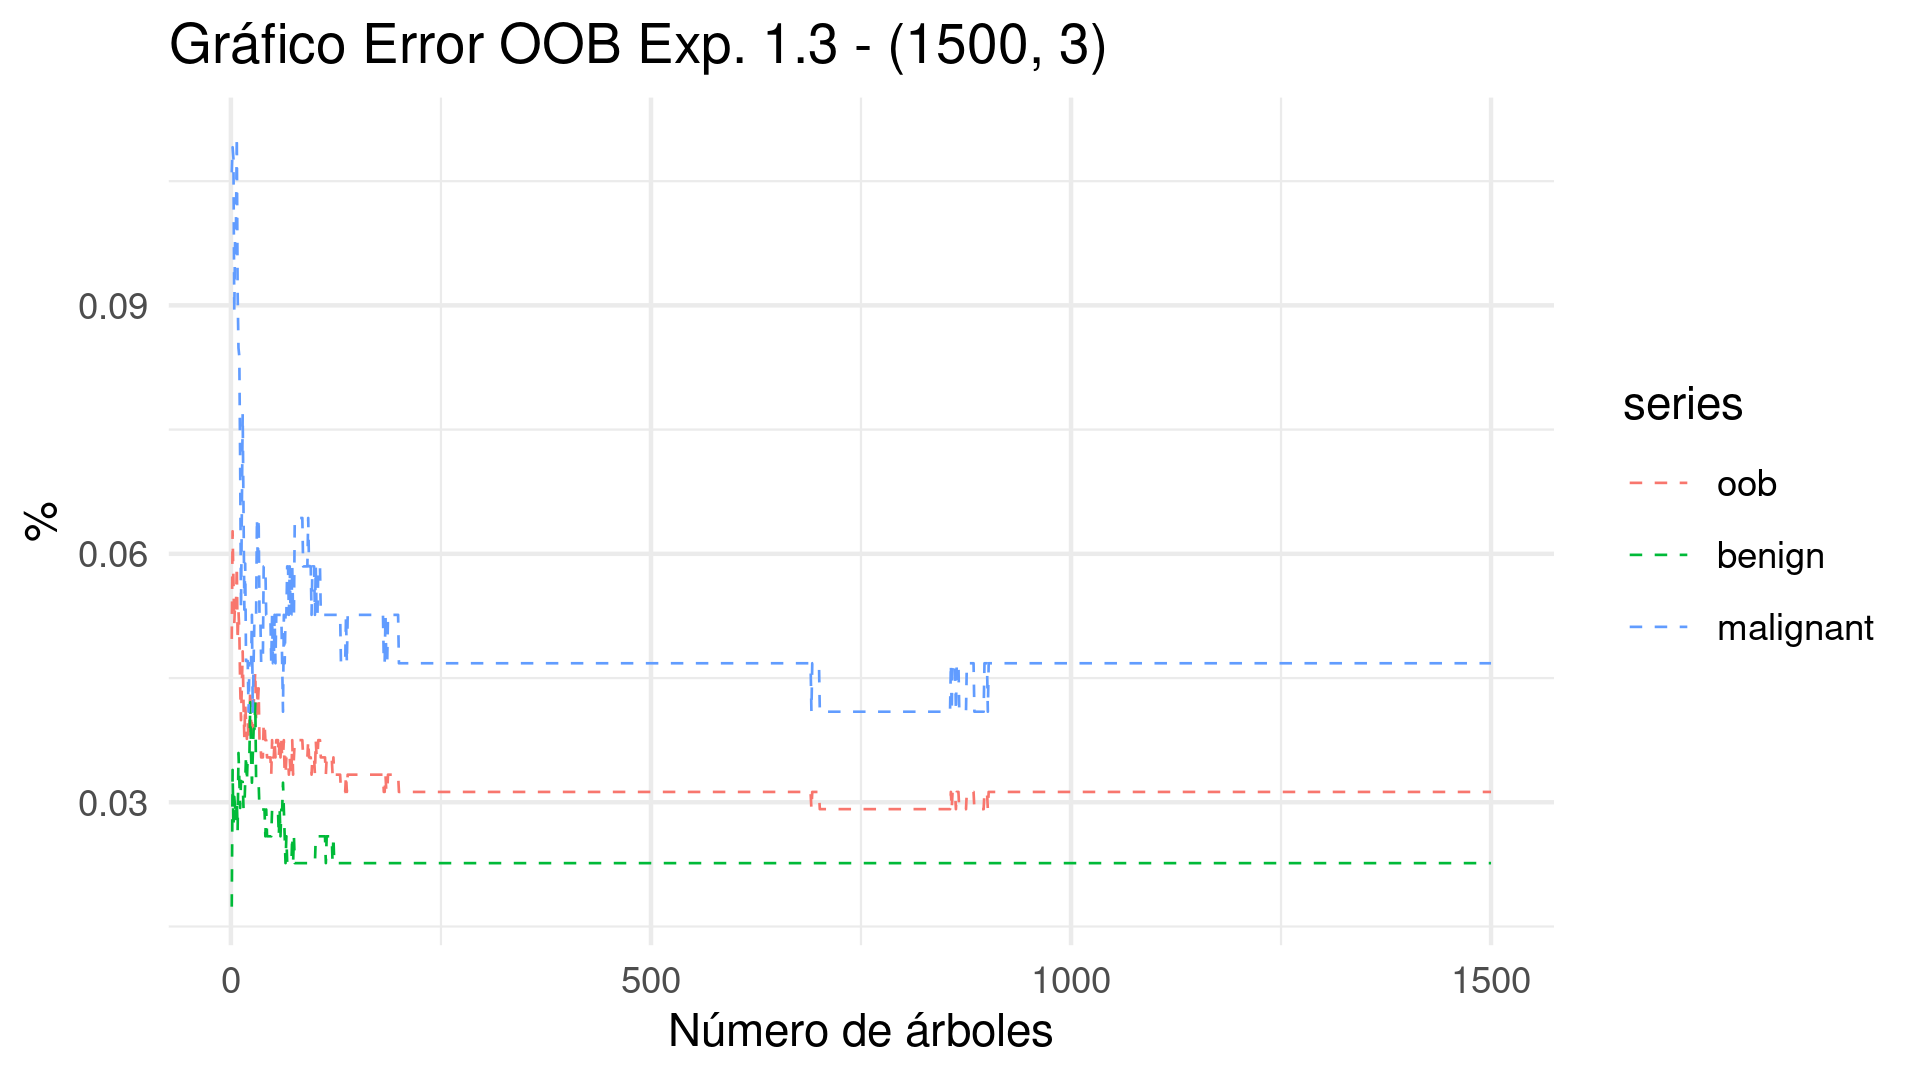 Gráfico Error OOB Exp. 1.3 - (1500, 3)
%
0.09
0.06
0.03
0
500
1000
1500
Número de árboles
series
oob
benign
malignant